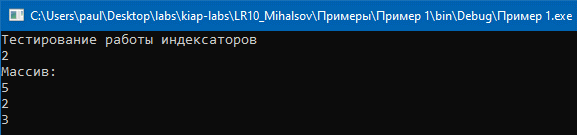 C:\Users\paul\Desktop\labs\kiap-labs\LR10_Mihalsov\Примеры\Пример 1\bin\Debug\Пример 1.exe
Тестирование работы индексаторов
2
Массив:
5
2
3